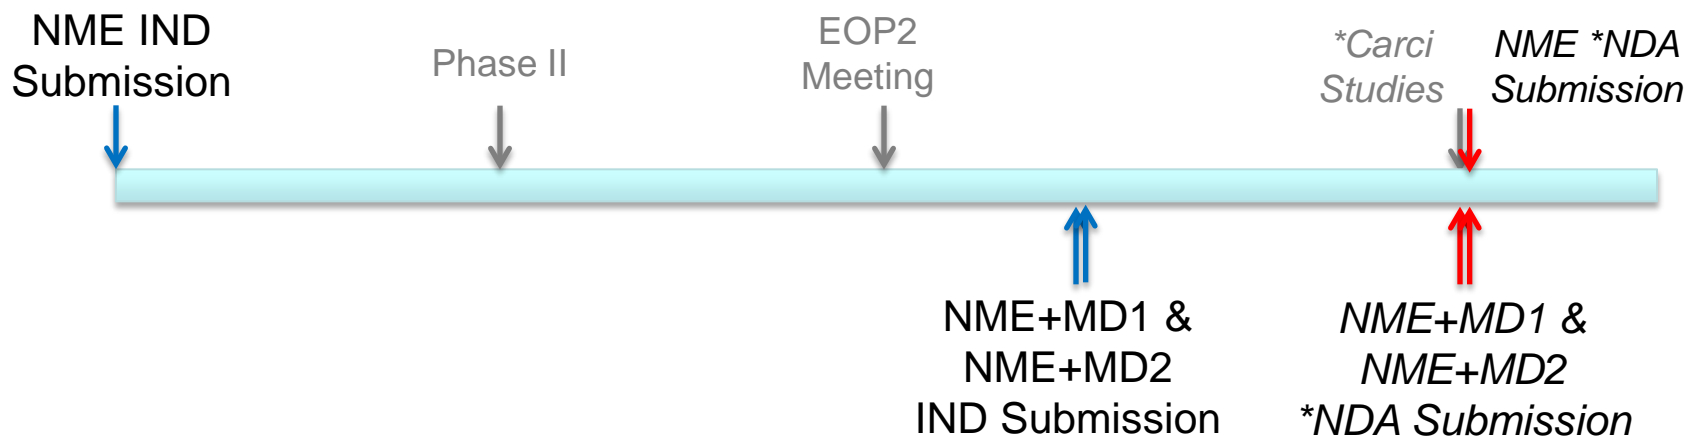 NME IND
Submission
Phase II
EOP2
Meeting
*Carci
Studies
NME *NDA
Submission
NME+MD1 &
NME+MD2
IND Submission
NME+MD1 &
NME+MD2
*NDA Submission